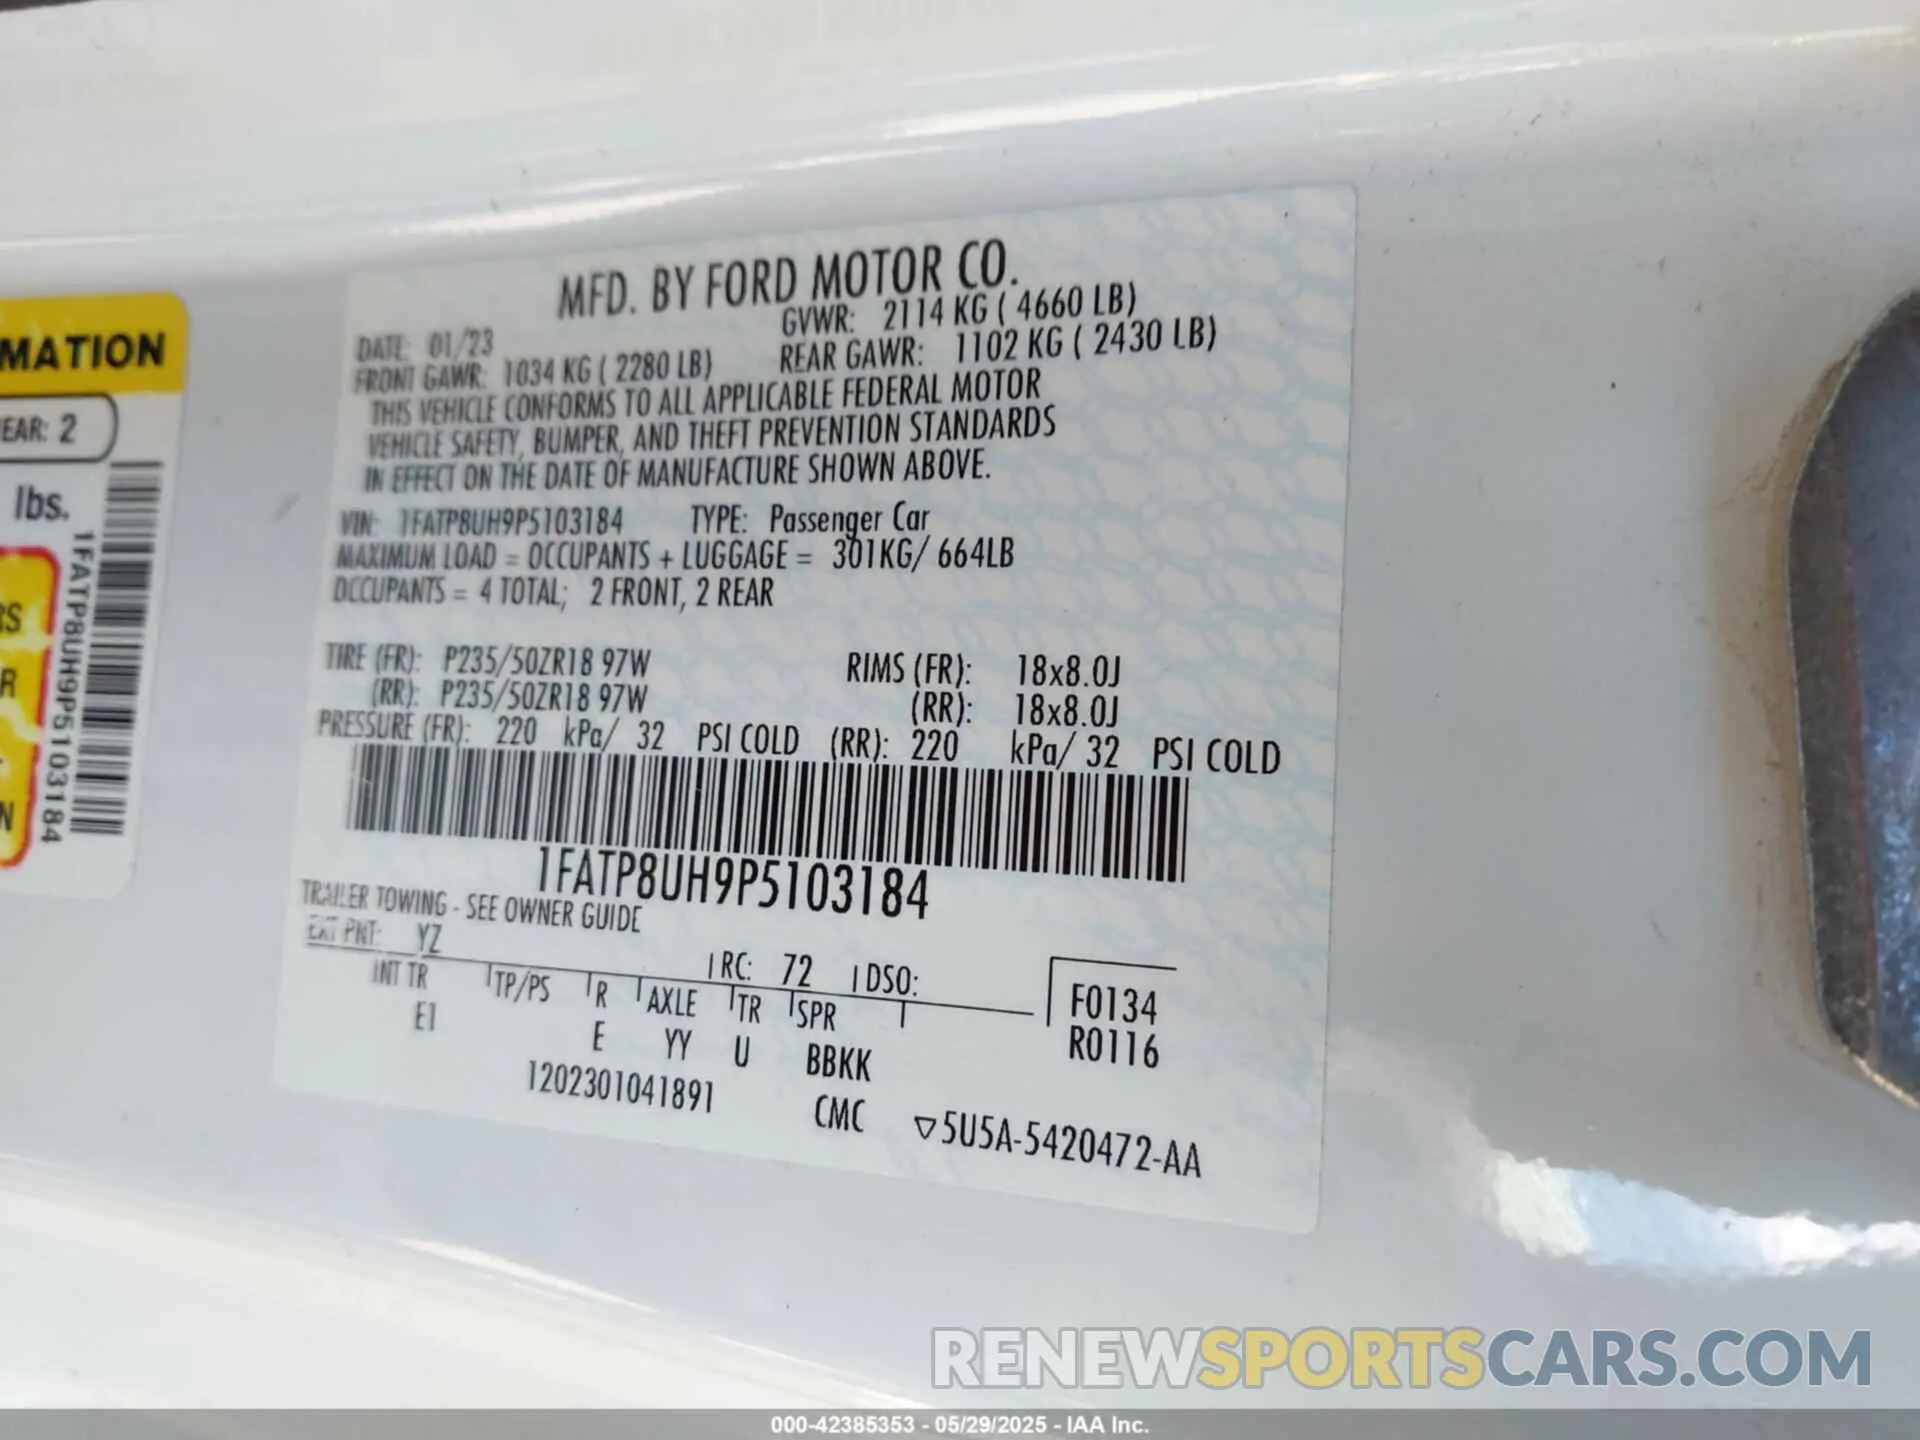 MATION
EAR: 2
lbs.
RS
R
N
1FATP8UH9P5103184
MFD. BY FORD MOTOR CO.
DATE: 01/23 GVWR: 2114 KG ( 4660 LB)
FRONT GAWR: 1034 KG ( 2280 LB) REAR GAWR: 1102 KG ( 2430 LB)
THIS VEHICLE CONFORMS TO ALL APPLICABLE FEDERAL MOTOR
VEHICLE SAFETY, BUMPER, AND THEFT PREVENTION STANDARDS
IN EFFECT ON THE DATE OF MANUFACTURE SHOWN ABOVE.
VIN: 1FATP8UH9P5103184 TYPE: Passenger Car
MAXIMUM LOAD = OCCUPANTS + LUGGAGE = 301KG/ 664LB
OCCUPANTS = 4 TOTAL; 2 FRONT, 2 REAR
TIRE (FR): P235/50ZR18 97W RIMS (FR): 18x8.0J
(RR): P235/50ZR18 97W (RR): 18x8.0J
PRESSURE (FR): 220 kPa/ 32 PSI COLD (RR): 220 kPa/ 32 PSI COLD
1FATP8UH9P5103184
TRAILER TOWING - SEE OWNER GUIDE
EXT PNT: YZ RC: 72 DSO:
INT TR TP/PS R AXLE TR SPR
E1 E YY U BBKK
F0134
R0116
1202301041891 CMC ▽5U5A-5420472-AA
RENEWSPORTSCARS.COM
000-42385353 - 05/29/2025 - IAA Inc.